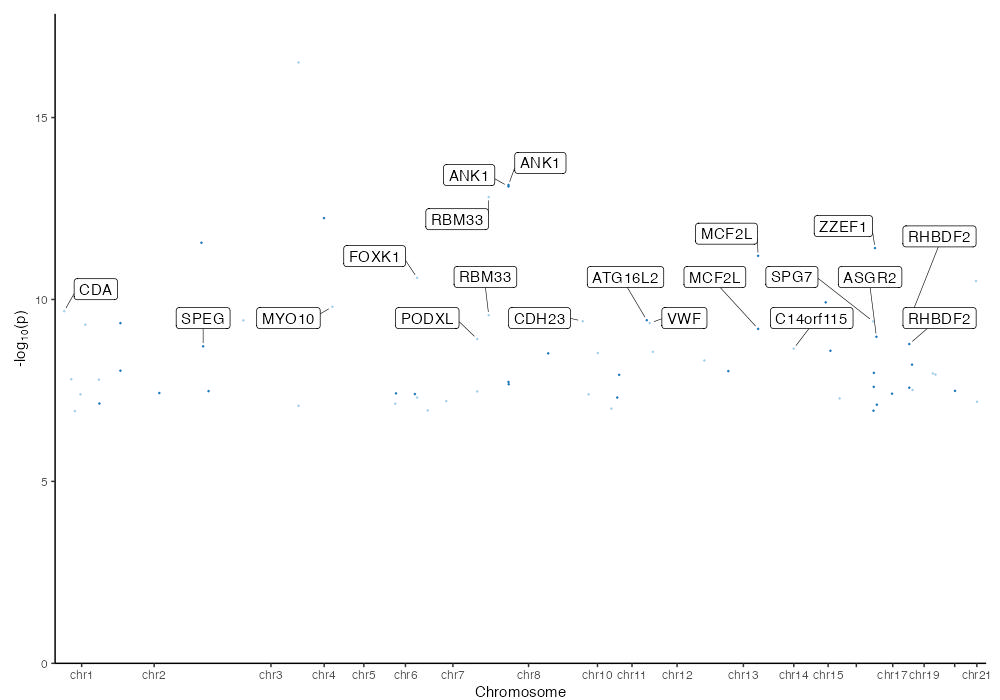 15
ANK1
ANK1
RBM33
MCF2L
ZZEF1
RHBDF2
FOXK1
RBM33
ATG16L2
MCF2L
SPG7
ASGR2
CDA
10
SPEG
MYO10
PODXL
CDH23
VWF
C14orf115
RHBDF2
-log10(p)
5
0
chr1 chr2 chr3 chr4 chr5 chr6 chr7 chr8 chr10 chr11 chr12 chr13 chr14 chr15 chr17 chr19 chr21
Chromosome